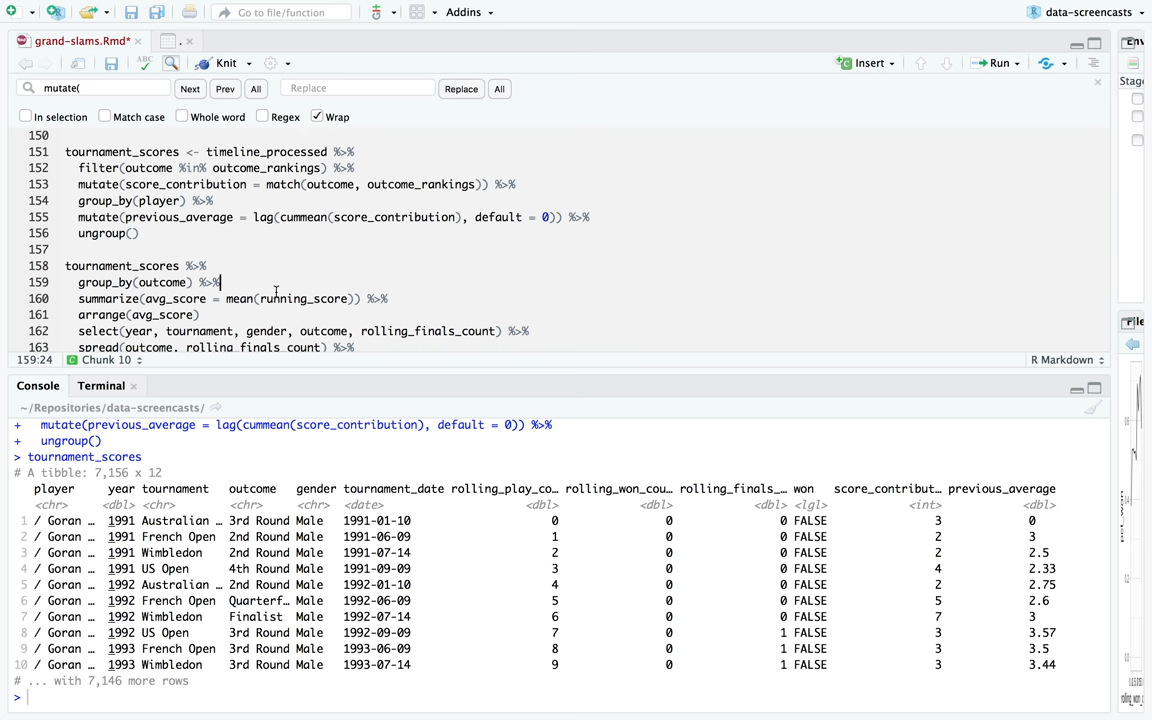 Go to file/function
Addins
data-screencasts
grand-slams.Rmd*
.
Env
ABC
Knit
Insert
Run
mutate(
Next
Prev
All
Replace
Replace
All
Stage
In selection
Match case
Whole word
Regex
Wrap
150
151 tournament_scores <- timeline_processed %>%
152 filter(outcome %in% outcome_rankings) %>%
153 mutate(score_contribution = match(outcome, outcome_rankings)) %>%
154 group_by(player) %>%
155 mutate(previous_average = lag(cummean(score_contribution), default = 0)) %>%
156 ungroup()
157
158 tournament_scores %>%
159 group_by(outcome) %>%
160 summarize(avg_score = mean(running_score)) %>%
161 arrange(avg_score)
162 select(year, tournament, gender, outcome, rolling_finals_count) %>%
163 spread(outcome, rolling_finals_count) %>%
159:24 Chunk 10 R Markdown
File
Console Terminal
~/Repositories/data-screencasts/
+ mutate(previous_average = lag(cummean(score_contribution), default = 0)) %>%
+ ungroup()
> tournament_scores
# A tibble: 7,156 x 12
player year tournament outcome gender tournament_date rolling_play_co… rolling_won_cou… rolling_finals_… won score_contribut… previous_average
<chr> <dbl> <chr> <chr> <chr> <date> <dbl> <dbl> <dbl> <lgl> <int> <dbl>
1 / Goran … 1991 Australian … 3rd Round Male 1991-01-10 0 0 0 FALSE 3 0
2 / Goran … 1991 French Open 2nd Round Male 1991-06-09 1 0 0 FALSE 2 3
3 / Goran … 1991 Wimbledon 2nd Round Male 1991-07-14 2 0 0 FALSE 2 2.5
4 / Goran … 1991 US Open 4th Round Male 1991-09-09 3 0 0 FALSE 4 2.33
5 / Goran … 1992 Australian … 2nd Round Male 1992-01-10 4 0 0 FALSE 2 2.75
6 / Goran … 1992 French Open Quarterf… Male 1992-06-09 5 0 0 FALSE 5 2.6
7 / Goran … 1992 Wimbledon Finalist Male 1992-07-14 6 0 0 FALSE 7 3
8 / Goran … 1992 US Open 3rd Round Male 1992-09-09 7 0 1 FALSE 3 3.57
9 / Goran … 1993 French Open 3rd Round Male 1993-06-09 8 0 1 FALSE 3 3.5
10 / Goran … 1993 Wimbledon 3rd Round Male 1993-07-14 9 0 1 FALSE 3 3.44
# ... with 7,146 more rows
>